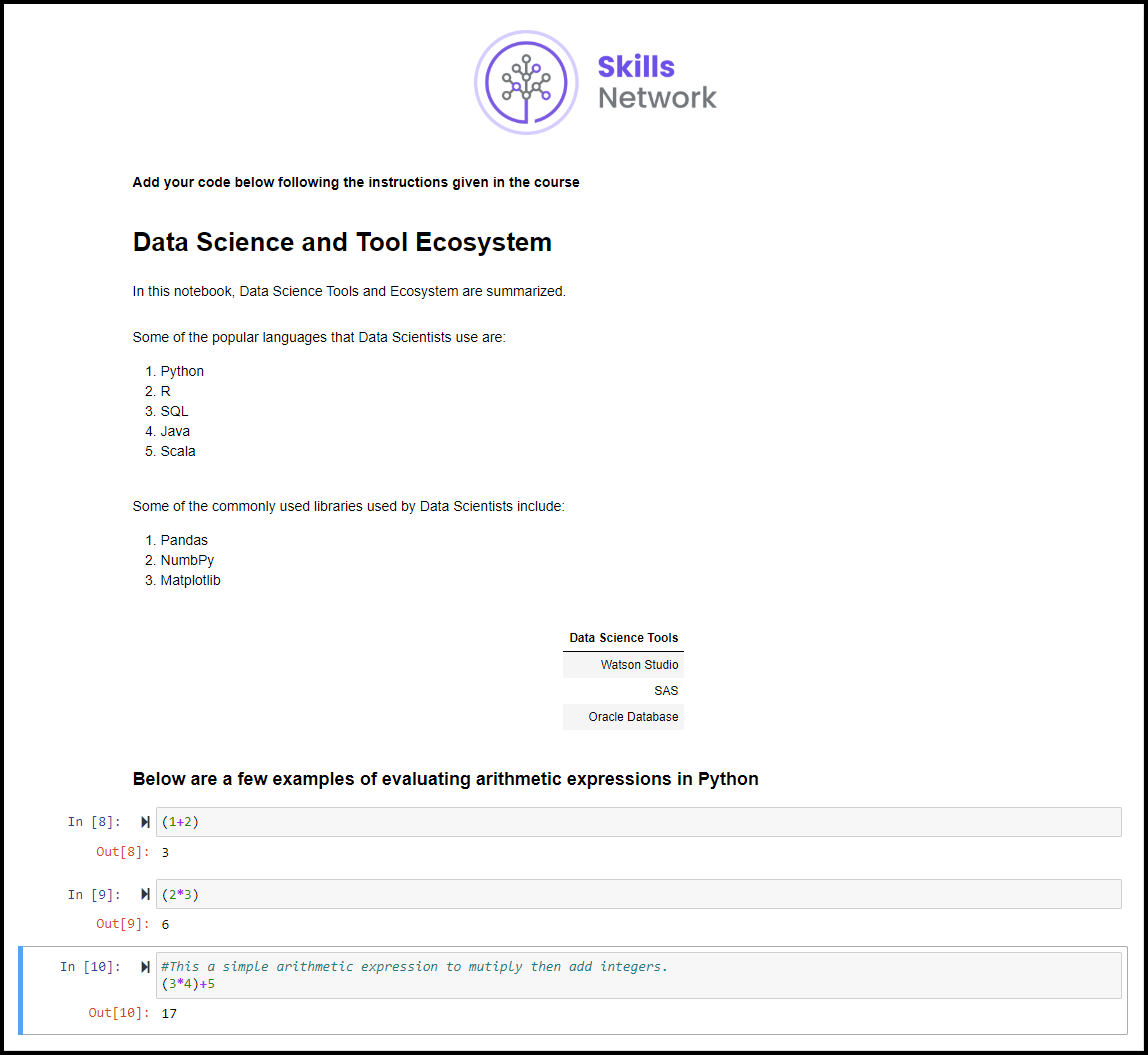 Skills
Network
Add your code below following the instructions given in the course
Data Science and Tool Ecosystem
In this notebook, Data Science Tools and Ecosystem are summarized.
Some of the popular languages that Data Scientists use are:
1. Python
2. R
3. SQL
4. Java
5. Scala
Some of the commonly used libraries used by Data Scientists include:
1. Pandas
2. NumbPy
3. Matplotlib
Data Science Tools
Watson Studio
SAS
Oracle Database
Below are a few examples of evaluating arithmetic expressions in Python
In [8]: (1+2)
Out[8]: 3
In [9]: (2*3)
Out[9]: 6
In [10]: #This a simple arithmetic expression to mutiply then add integers.
(3*4)+5
Out[10]: 17